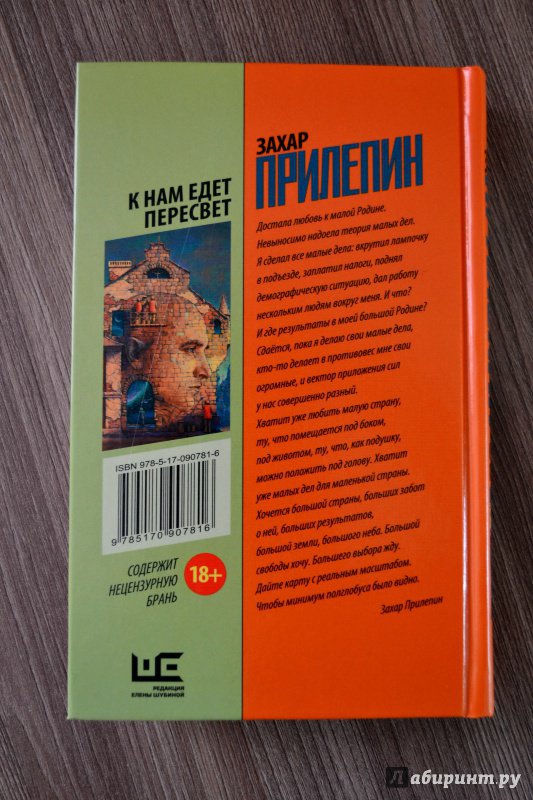 К НАМ ЕДЕТ
ПЕРЕСВЕТ
ISBN 978-5-17-090781-6
9 785170 907816
СОДЕРЖИТ
НЕЦЕНЗУРНУЮ
БРАНЬ
18+
РЕДАКЦИЯ
ЕЛЕНЫ ШУБИНОЙ
ЗАХАР
ПРИЛЕПИН
Достала любовь к малой Родине.
Невыносимо надоела теория малых дел.
Я сделал все малые дела: вкрутил лампочку
в подъезде, заплатил налоги, поднял
демографическую ситуацию, дал работу
нескольким людям вокруг меня. И что?
И где результаты в моей большой Родине?
Сдаётся, пока я делаю свои малые дела,
кто-то делает в противовес мне свои
огромные, и вектор приложения сил
у нас совершенно разный.
Хватит уже любить малую страну,
ту, что помещается под боком,
под животом, ту, что, как подушку,
можно положить под голову. Хватит
уже малых дел для маленькой страны.
Хочется большой страны, больших забот
о ней, больших результатов,
большой земли, большого неба. Большой
свободы хочу. Большего выбора жду.
Дайте карту с реальным масштабом.
Чтобы минимум полглобуса было видно.
Захар Прилепин
Лабиринт.ру